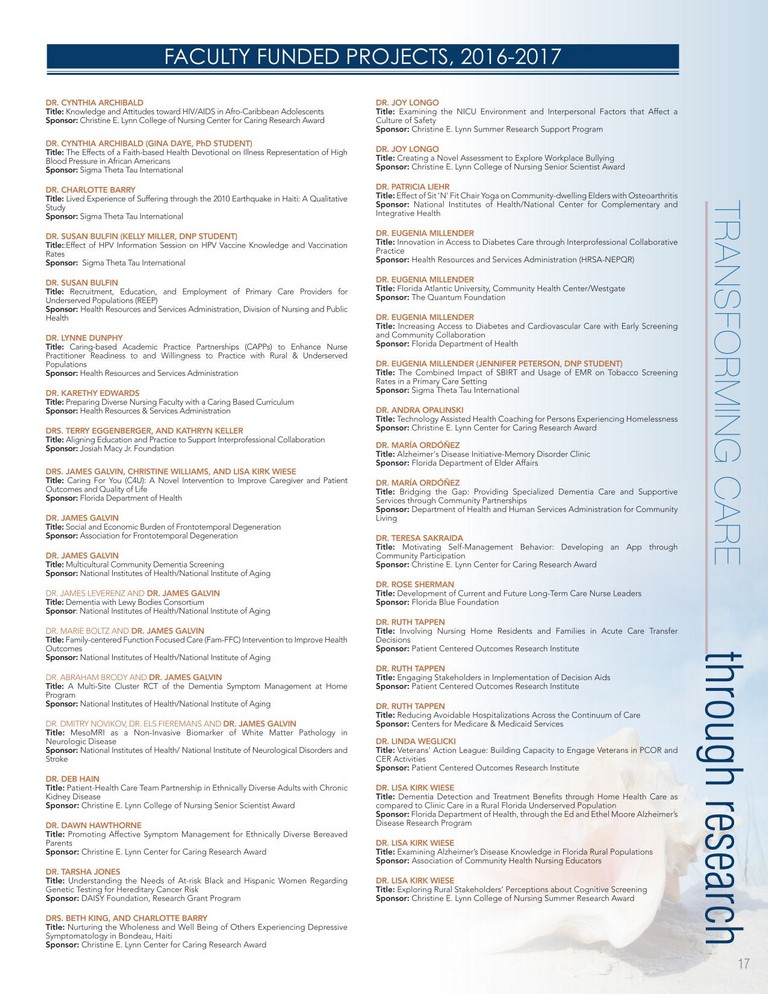 FACULTY FUNDED PROJECTS, 2016-2017
DR. CYNTHIA ARCHIBALD
Title: Knowledge and Attitudes toward HIV/AIDS in Afro-Caribbean Adolescents
Sponsor: Christine E. Lynn College of Nursing Center for Caring Research Award
DR. CYNTHIA ARCHIBALD (GINA DAYE, PhD STUDENT)
Title: The Effects of a Faith-based Health Devotional on Illness Representation of High
Blood Pressure in African Americans
Sponsor: Sigma Theta Tau International
DR. CHARLOTTE BARRY
Title: Lived Experience of Suffering through the 2010 Earthquake in Haiti: A Qualitative
Study
Sponsor: Sigma Theta Tau International
DR. SUSAN BULFIN (KELLY MILLER, DNP STUDENT)
Title::Effect of HPV Information Session on HPV Vaccine Knowledge and Vaccination
Rates
Sponsor: Sigma Theta Tau International
DR. SUSAN BULFIN
Title: Recruitment, Education, and Employment of Primary Care Providers for
Underserved Populations (REEP)
Sponsor: Health Resources and Services Administration, Division of Nursing and Public
Health
DR. LYNNE DUNPHY
Title: Caring-based Academic Practice Partnerships (CAPPs) to Enhance Nurse
Practitioner Readiness to and Willingness to Practice with Rural & Underserved
Populations
Sponsor: Health Resources and Services Administration
DR. KARETHY EDWARDS
Title: Preparing Diverse Nursing Faculty with a Caring Based Curriculum
Sponsor: Health Resources & Services Administration
DRS. TERRY EGGENBERGER, AND KATHRYN KELLER
Title: Aligning Education and Practice to Support Interprofessional Collaboration
Sponsor: Josiah Macy Jr. Foundation
DRS. JAMES GALVIN, CHRISTINE WILLIAMS, AND LISA KIRK WIESE
Title: Caring For You (C4U): A Novel Intervention to Improve Caregiver and Patient
Outcomes and Quality of Life
Sponsor: Florida Department of Health
DR. JAMES GALVIN
Title: Social and Economic Burden of Frontotemporal Degeneration
Sponsor: Association for Frontotemporal Degeneration
DR. JAMES GALVIN
Title: Multicultural Community Dementia Screening
Sponsor: National Institutes of Health/National Institute of Aging
DR. JAMES LEVERENZ AND DR. JAMES GALVIN
Title: Dementia with Lewy Bodies Consortium
Sponsor: National Institutes of Health/National Institute of Aging
DR. MARIE BOLTZ AND DR. JAMES GALVIN
Title: Family-centered Function Focused Care (Fam-FFC) Intervention to Improve Health
Outcomes
Sponsor: National Institutes of Health/National Institute of Aging
DR. ABRAHAM BRODY AND DR. JAMES GALVIN
Title: A Multi-Site Cluster RCT of the Dementia Symptom Management at Home
Program
Sponsor: National Institutes of Health/National Institute of Aging
DR. DMITRY NOVIKOV, DR. ELS FIEREMANS AND DR. JAMES GALVIN
Title: MesoMRI as a Non-Invasive Biomarker of White Matter Pathology in
Neurologic Disease
Sponsor: National Institutes of Health/ National Institute of Neurological Disorders and
Stroke
DR. DEB HAIN
Title: Patient-Health Care Team Partnership in Ethnically Diverse Adults with Chronic
Kidney Disease
Sponsor: Christine E. Lynn College of Nursing Senior Scientist Award
DR. DAWN HAWTHORNE
Title: Promoting Affective Symptom Management for Ethnically Diverse Bereaved
Parents
Sponsor: Christine E. Lynn Center for Caring Research Award
DR. TARSHA JONES
Title: Understanding the Needs of At-risk Black and Hispanic Women Regarding
Genetic Testing for Hereditary Cancer Risk
Sponsor: DAISY Foundation, Research Grant Program
DRS. BETH KING, AND CHARLOTTE BARRY
Title: Nurturing the Wholeness and Well Being of Others Experiencing Depressive
Symptomatology in Bondeau, Haiti
Sponsor: Christine E. Lynn Center for Caring Research Award
DR. JOY LONGO
Title: Examining the NICU Environment and Interpersonal Factors that Affect a
Culture of Safety
Sponsor: Christine E. Lynn Summer Research Support Program
DR. JOY LONGO
Title: Creating a Novel Assessment to Explore Workplace Bullying
Sponsor: Christine E. Lynn College of Nursing Senior Scientist Award
DR. PATRICIA LIEHR
Title: Effect of Sit 'N' Fit Chair Yoga on Community-dwelling Elders with Osteoarthritis
Sponsor: National Institutes of Health/National Center for Complementary and
Integrative Health
DR. EUGENIA MILLENDER
Title: Innovation in Access to Diabetes Care through Interprofessional Collaborative
Practice
Sponsor: Health Resources and Services Administration (HRSA-NEPQR)
DR. EUGENIA MILLENDER
Title: Florida Atlantic University, Community Health Center/Westgate
Sponsor: The Quantum Foundation
DR. EUGENIA MILLENDER
Title: Increasing Access to Diabetes and Cardiovascular Care with Early Screening
and Community Collaboration
Sponsor: Florida Department of Health
DR. EUGENIA MILLENDER (JENNIFER PETERSON, DNP STUDENT)
Title: The Combined Impact of SBIRT and Usage of EMR on Tobacco Screening
Rates in a Primary Care Setting
Sponsor: Sigma Theta Tau International
DR. ANDRA OPALINSKI
Title: Technology Assisted Health Coaching for Persons Experiencing Homelessness
Sponsor: Christine E. Lynn Center for Caring Research Award
DR. MARÍA ORDÓÑEZ
Title: Alzheimer's Disease Initiative-Memory Disorder Clinic
Sponsor: Florida Department of Elder Affairs
DR. MARÍA ORDÓÑEZ
Title: Bridging the Gap: Providing Specialized Dementia Care and Supportive
Services through Community Partnerships
Sponsor: Department of Health and Human Services Administration for Community
Living
DR. TERESA SAKRAIDA
Title: Motivating Self-Management Behavior: Developing an App through
Community Participation
Sponsor: Christine E. Lynn Center for Caring Research Award
DR. ROSE SHERMAN
Title: Development of Current and Future Long-Term Care Nurse Leaders
Sponsor: Florida Blue Foundation
DR. RUTH TAPPEN
Title: Involving Nursing Home Residents and Families in Acute Care Transfer
Decisions
Sponsor: Patient Centered Outcomes Research Institute
DR. RUTH TAPPEN
Title: Engaging Stakeholders in Implementation of Decision Aids
Sponsor: Patient Centered Outcomes Research Institute
DR. RUTH TAPPEN
Title: Reducing Avoidable Hospitalizations Across the Continuum of Care
Sponsor: Centers for Medicare & Medicaid Services
DR. LINDA WEGLICKI
Title: Veterans' Action League: Building Capacity to Engage Veterans in PCOR and
CER Activities
Sponsor: Patient Centered Outcomes Research Institute
DR. LISA KIRK WIESE
Title: Dementia Detection and Treatment Benefits through Home Health Care as
compared to Clinic Care in a Rural Florida Underserved Population
Sponsor: Florida Department of Health, through the Ed and Ethel Moore Alzheimer's
Disease Research Program
DR. LISA KIRK WIESE
Title: Examining Alzheimer's Disease Knowledge in Florida Rural Populations
Sponsor: Association of Community Health Nursing Educators
DR. LISA KIRK WIESE
Title: Exploring Rural Stakeholders' Perceptions about Cognitive Screening
Sponsor: Christine E. Lynn College of Nursing Summer Research Award
TRANSFORMING CARE
through research
17